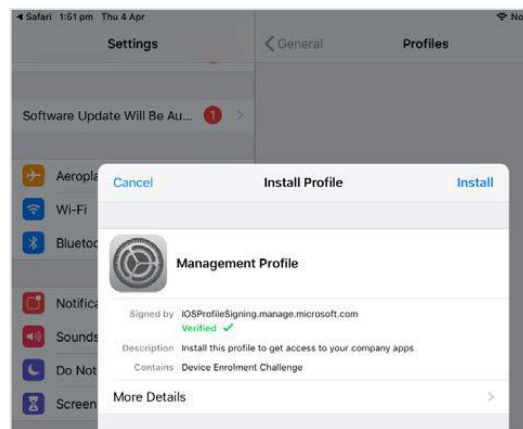 Safari 1:51 pm Thu 4 Apr No
Settings
General
Profiles
Software Update Will Be Au... 1
Aeropla
Wi-Fi
Bluetoo
Notifica
Sounds
Do Not
Screen
Cancel
Install Profile
Install
Management Profile
Signed by IOSProfileSigning.manage.microsoft.com
Verified ✓
Description Install this profile to get access to your company apps
Contains Device Enrolment Challenge
More Details